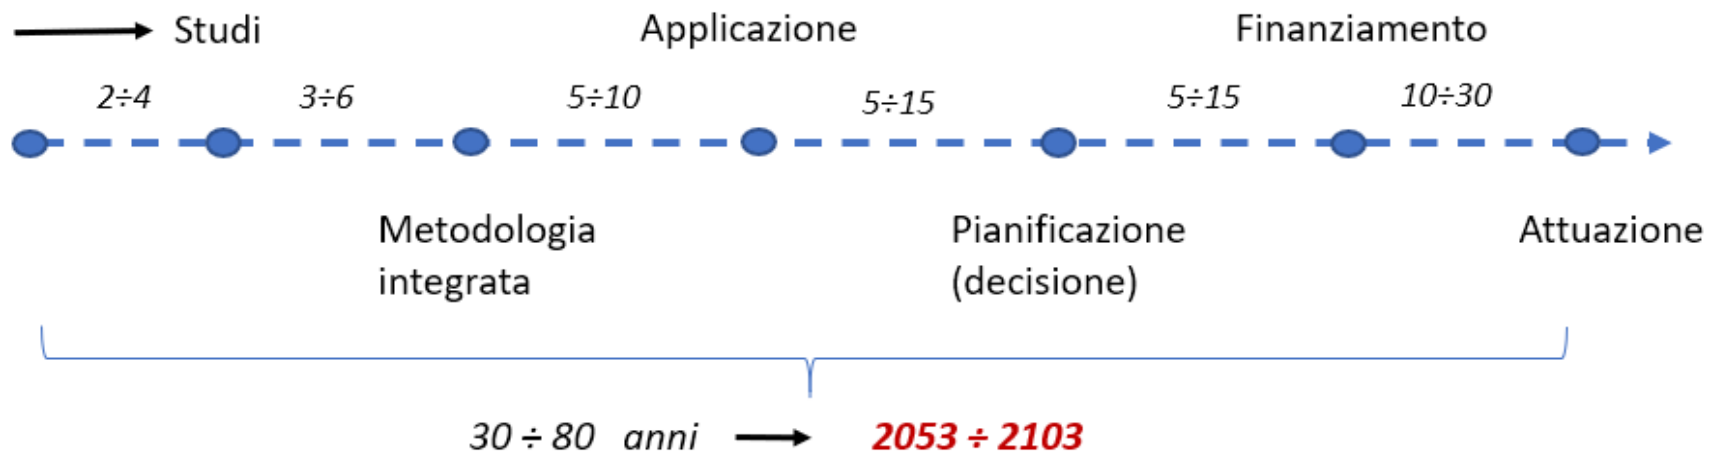 Studi Applicazione Finanziamento
2÷4 3÷6 5÷10 5÷15 5÷15 10÷30
Metodologia Pianificazione Attuazione
integrata (decisione)
30 ÷ 80 anni 2053 ÷ 2103